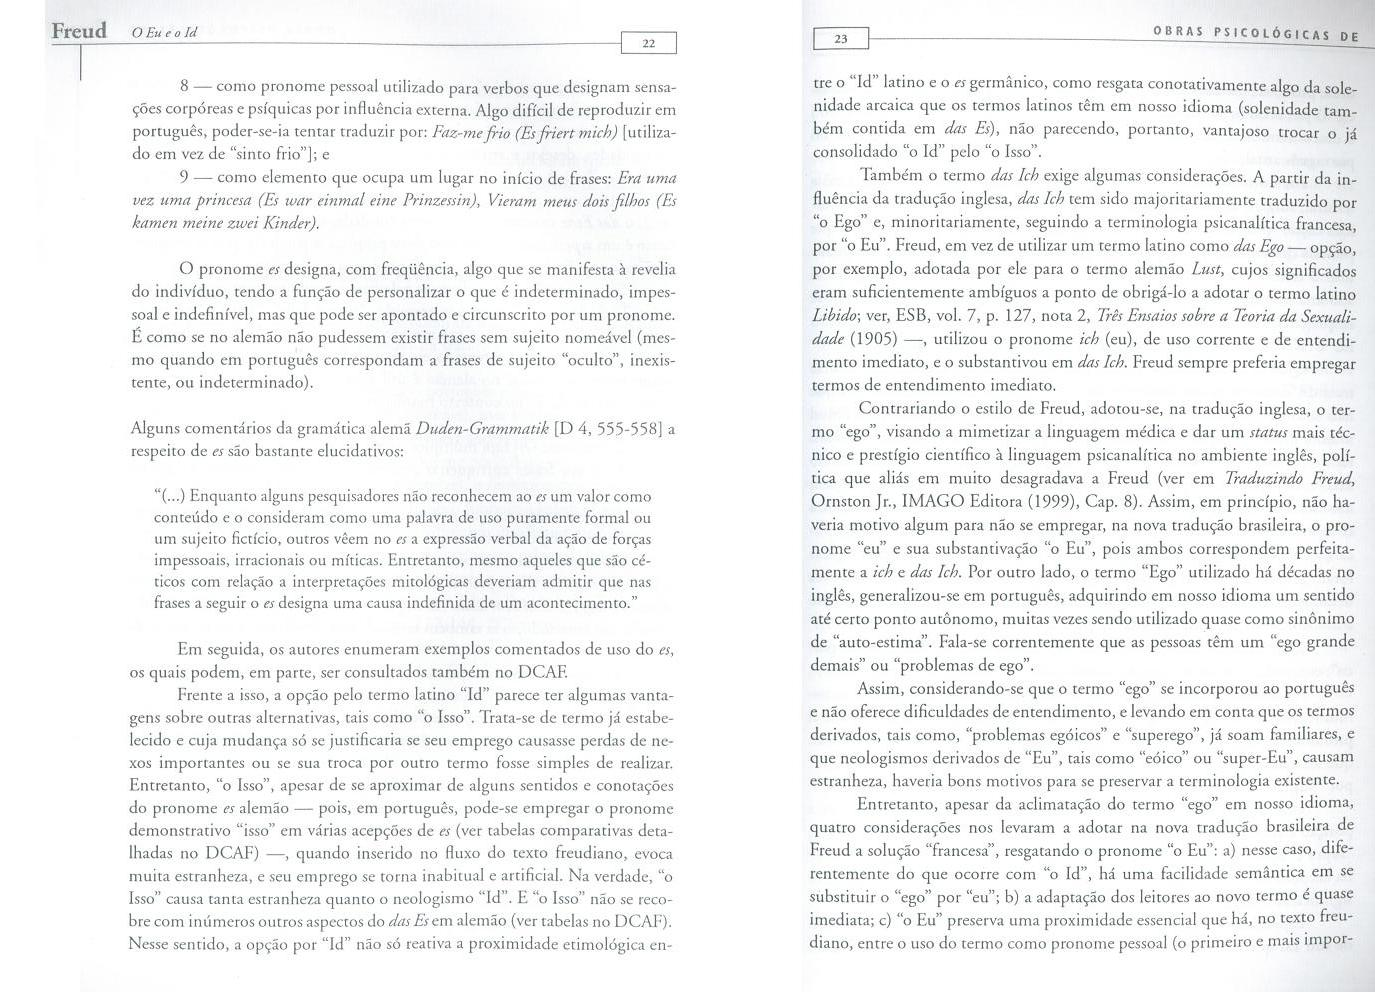 Freud O Eu e o Id 22
8 — como pronome pessoal utilizado para verbos que designam sensa-
ções corpóreas e psíquicas por influência externa. Algo difícil de reproduzir em
português, poder-se-ia tentar traduzir por: Faz-me frio (Es friert mich) [utiliza-
do em vez de “sinto frio”]; e
9 — como elemento que ocupa um lugar no início de frases: Era uma
vez uma princesa (Es war einmal eine Prinzessin), Vieram meus dois filhos (Es
kamen meine zwei Kinder).
O pronome es designa, com freqüência, algo que se manifesta à revelia
do indivíduo, tendo a função de personalizar o que é indeterminado, impes-
soal e indefinível, mas que pode ser apontado e circunscrito por um pronome.
É como se no alemão não pudessem existir frases sem sujeito nomeável (mes-
mo quando em português correspondam a frases de sujeito “oculto”, inexis-
tente, ou indeterminado).
Alguns comentários da gramática alemã Duden-Grammatik [D 4, 555-558] a
respeito de es são bastante elucidativos:
“(...) Enquanto alguns pesquisadores não reconhecem ao es um valor como
conteúdo e o consideram como uma palavra de uso puramente formal ou
um sujeito fictício, outros vêem no es a expressão verbal da ação de forças
impessoais, irracionais ou míticas. Entretanto, mesmo aqueles que são cé-
ticos com relação a interpretações mitológicas deveriam admitir que nas
frases a seguir o es designa uma causa indefinida de um acontecimento.”
Em seguida, os autores enumeram exemplos comentados de uso do es,
os quais podem, em parte, ser consultados também no DCAF.
Frente a isso, a opção pelo termo latino “Id” parece ter algumas vanta-
gens sobre outras alternativas, tais como “o Isso”. Trata-se de termo já estabe-
lecido e cuja mudança só se justificaria se seu emprego causasse perdas de ne-
xos importantes ou se sua troca por outro termo fosse simples de realizar.
Entretanto, “o Isso”, apesar de se aproximar de alguns sentidos e conotações
do pronome es alemão — pois, em português, pode-se empregar o pronome
demonstrativo “isso” em várias acepções de es (ver tabelas comparativas deta-
lhadas no DCAF) —, quando inserido no fluxo do texto freudiano, evoca
muita estranheza, e seu emprego se torna inabitual e artificial. Na verdade, “o
Isso” causa tanta estranheza quanto o neologismo “Id”. E “o Isso” não se reco-
bre com inúmeros outros aspectos do das Es em alemão (ver tabelas no DCAF).
Nesse sentido, a opção por “Id” não só reativa a proximidade etimológica en-
23 OBRAS PSICOLÓGICAS DE
tre o “Id” latino e o es germânico, como resgata conotativamente algo da sole-
nidade arcaica que os termos latinos têm em nosso idioma (solenidade tam-
bém contida em das Es), não parecendo, portanto, vantajoso trocar o já
consolidado “o Id” pelo “o Isso”.
Também o termo das Ich exige algumas considerações. A partir da in-
fluência da tradução inglesa, das Ich tem sido majoritariamente traduzido por
“o Ego” e, minoritariamente, seguindo a terminologia psicanalítica francesa,
por “o Eu”. Freud, em vez de utilizar um termo latino como das Ego — opção,
por exemplo, adotada por ele para o termo alemão Lust, cujos significados
eram suficientemente ambíguos a ponto de obrigá-lo a adotar o termo latino
Libido; ver, ESB, vol. 7, p. 127, nota 2, Três Ensaios sobre a Teoria da Sexuali-
dade (1905) —, utilizou o pronome ich (eu), de uso corrente e de entendi-
mento imediato, e o substantivou em das Ich. Freud sempre preferia empregar
termos de entendimento imediato.
Contrariando o estilo de Freud, adotou-se, na tradução inglesa, o ter-
mo “ego”, visando a mimetizar a linguagem médica e dar um status mais téc-
nico e prestígio científico à linguagem psicanalítica no ambiente inglês, polí-
tica que aliás em muito desagradava a Freud (ver em Traduzindo Freud,
Ornston Jr., IMAGO Editora (1999), Cap. 8). Assim, em princípio, não ha-
veria motivo algum para não se empregar, na nova tradução brasileira, o pro-
nome “eu” e sua substantivação “o Eu”, pois ambos correspondem perfeita-
mente a ich e das Ich. Por outro lado, o termo “Ego” utilizado há décadas no
inglês, generalizou-se em português, adquirindo em nosso idioma um sentido
até certo ponto autônomo, muitas vezes sendo utilizado quase como sinônimo
de “auto-estima”. Fala-se correntemente que as pessoas têm um “ego grande
demais” ou “problemas de ego”.
Assim, considerando-se que o termo “ego” se incorporou ao português
e não oferece dificuldades de entendimento, e levando em conta que os termos
derivados, tais como, “problemas egóicos” e “superego”, já soam familiares, e
que neologismos derivados de “Eu”, tais como “eóico” ou “super-Eu”, causam
estranheza, haveria bons motivos para se preservar a terminologia existente.
Entretanto, apesar da aclimatação do termo “ego” em nosso idioma,
quatro considerações nos levaram a adotar na nova tradução brasileira de
Freud a solução “francesa”, resgatando o pronome “o Eu”: a) nesse caso, dife-
rentemente do que ocorre com “o Id”, há uma facilidade semântica em se
substituir o “ego” por “eu”; b) a adaptação dos leitores ao novo termo é quase
imediata; c) “o Eu” preserva uma proximidade essencial que há, no texto freu-
diano, entre o uso do termo como pronome pessoal (o primeiro e mais impor-